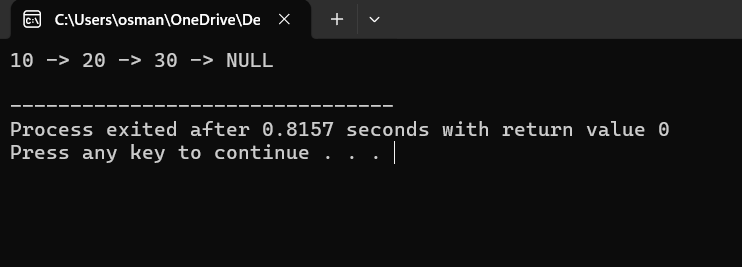 C:\Users\osman\OneDrive\De
10 -> 20 -> 30 -> NULL
--------------------------------
Process exited after 0.8157 seconds with return value 0
Press any key to continue . . .